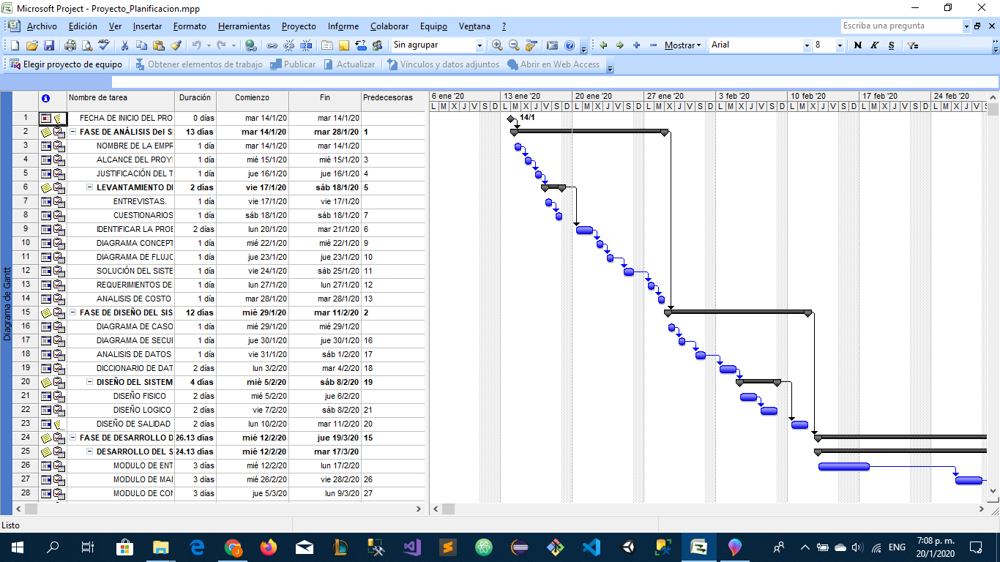 Microsoft Project - Proyecto_Planificacion.mpp
Archivo Edición Ver Insertar Formato Herramientas Proyecto Informe Colaborar Equipo Ventana ? Escriba una pregunta
Sin agrupar Mostrar Arial 8 N K S
Elegir proyecto de equipo Obtener elementos de trabajo Publicar Actualizar Vínculos y datos adjuntos Abrir en Web Access
Nombre de tarea Duración Comienzo Fin Predecesoras
6 ene '20 13 ene '20 20 ene '20 27 ene '20 3 feb '20 10 feb '20 17 feb '20 24 feb '20
L M X J V S D L M X J V S D L M X J V S D L M X J V S D L M X J V S D L M X J V S D L M X J V S D L M X J V S
1 FECHA DE INICIO DEL PRO 0 días mar 14/1/20 mar 14/1/20 14/1
2 FASE DE ANÁLISIS Del S 13 días mar 14/1/20 mar 28/1/20 1
3 NOMBRE DE LA EMPR 1 día mar 14/1/20 mar 14/1/20
4 ALCANCE DEL PROYI 1 día mié 15/1/20 mié 15/1/20 3
5 JUSTIFICACIÓN DEL T 1 día jue 16/1/20 jue 16/1/20 4
6 LEVANTAMIENTO DI 2 días vie 17/1/20 sáb 18/1/20 5
7 ENTREVISTAS. 1 día vie 17/1/20 vie 17/1/20
8 CUESTIONARIOS 1 día sáb 18/1/20 sáb 18/1/20 7
9 IDENTIFICAR LA PROE 2 días lun 20/1/20 mar 21/1/20 6
10 DIAGRAMA CONCEPT 1 día mié 22/1/20 mié 22/1/20 9
11 DIAGRAMA DE FLUJC 1 día jue 23/1/20 jue 23/1/20 10
12 SOLUCIÓN DEL SISTE 1 día vie 24/1/20 sáb 25/1/20 11
13 REQUERIMIENTOS DE 1 día lun 27/1/20 lun 27/1/20 12
14 ANALISIS DE COSTO 1 día mar 28/1/20 mar 28/1/20 13
15 FASE DE DISEÑO DEL SIS 12 días mié 29/1/20 mar 11/2/20 2
16 DIAGRAMA DE CASO 1 día mié 29/1/20 mié 29/1/20
17 DIAGRAMA DE SECUE 1 día jue 30/1/20 jue 30/1/20 16
18 ANALISIS DE DATOS 1 día vie 31/1/20 sáb 1/2/20 17
19 DICCIONARIO DE DAT 2 días lun 3/2/20 mar 4/2/20 18
20 DISEÑO DEL SISTEM 4 días mié 5/2/20 sáb 8/2/20 19
21 DISEÑO FISICO 2 días mié 5/2/20 jue 6/2/20
22 DISEÑO LOGICO 2 días vie 7/2/20 sáb 8/2/20 21
23 DISEÑO DE SALIDAD 2 días lun 10/2/20 mar 11/2/20 20
24 FASE DE DESARROLLO D 26.13 días mié 12/2/20 jue 19/3/20 15
25 DESARROLLO DEL S 24.13 días mié 12/2/20 mar 17/3/20
26 MODULO DE ENT 3 días mié 12/2/20 lun 17/2/20
27 MODULO DE MAI 3 días mié 26/2/20 vie 28/2/20 26
28 MODULO DE COI 3 días jue 5/3/20 lun 9/3/20 27
Diagrama de Gantt
Listo
ENG 7:08 p. m.
20/1/2020